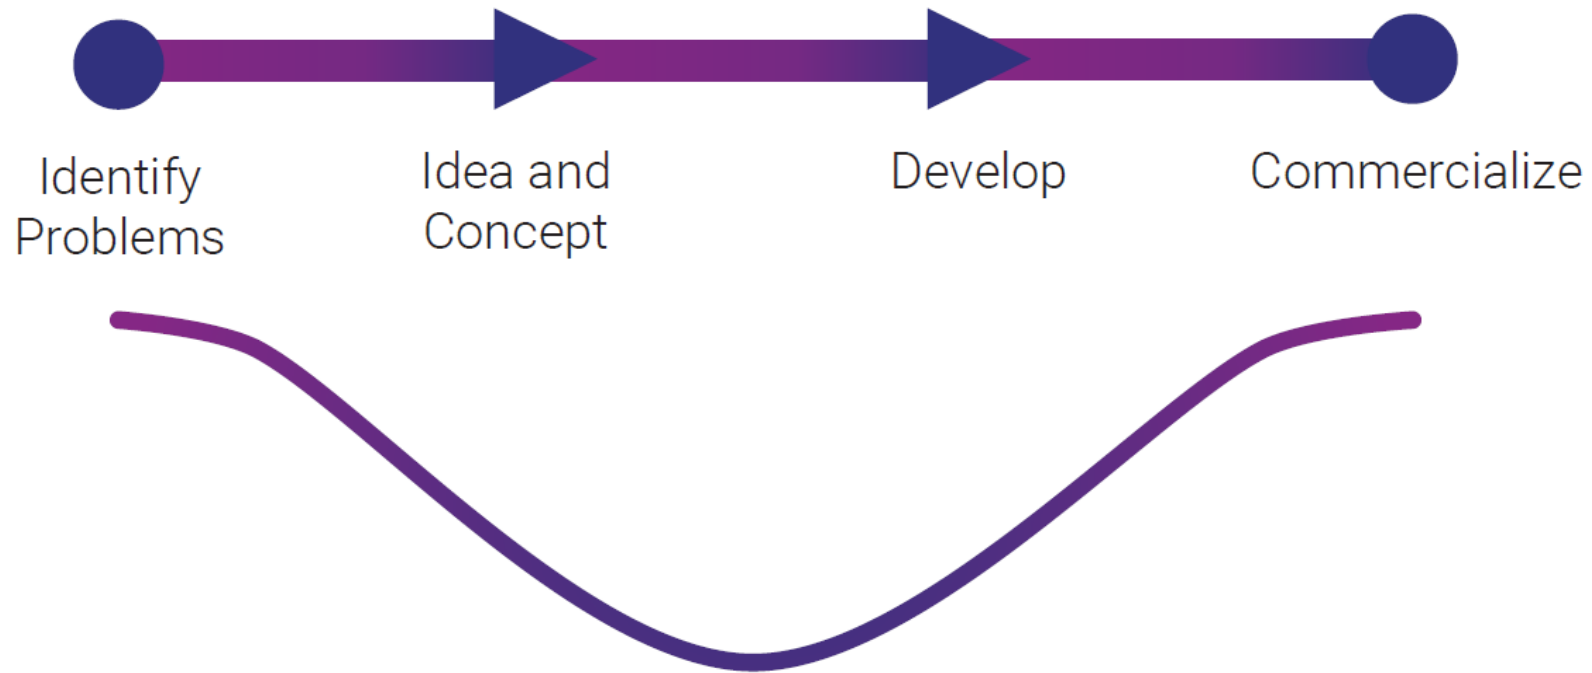 Identify
Problems
Idea and
Concept
Develop
Commercialize